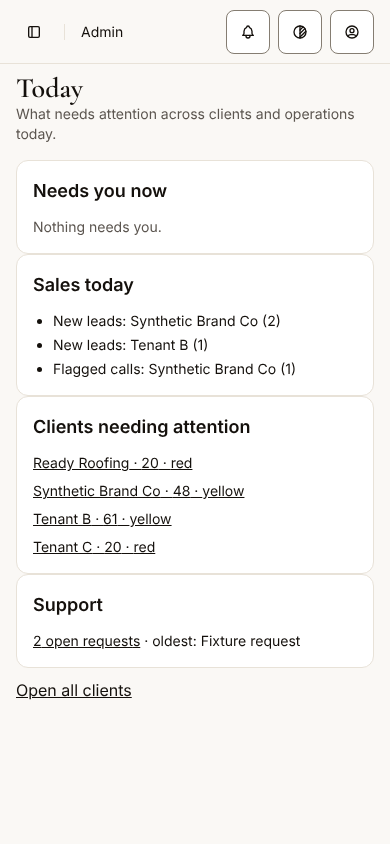 Admin
Today
What needs attention across clients and operations
today.
Needs you now
Nothing needs you.
Sales today
New leads: Synthetic Brand Co (2)
New leads: Tenant B (1)
Flagged calls: Synthetic Brand Co (1)
Clients needing attention
Ready Roofing · 20 · red
Synthetic Brand Co · 48 · yellow
Tenant B · 61 · yellow
Tenant C · 20 · red
Support
2 open requests · oldest: Fixture request
Open all clients